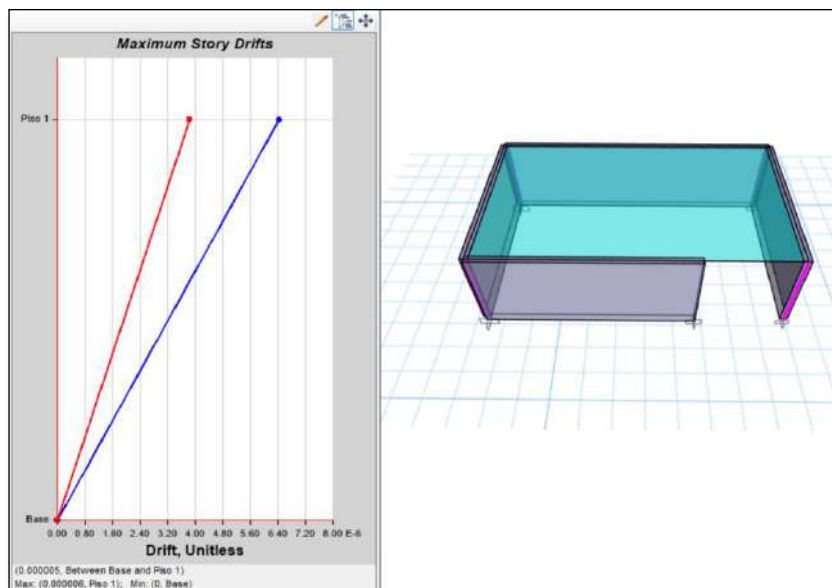 Maximum Story Drifts
Piso 1
Base
0.00 0.80 1.60 2.40 3.20 4.00 4.80 5.60 6.40 7.20 8.00 E-6
Drift, Unitless
(0.000005, Between Base and Piso 1)
Max: (0.000006, Piso 1); Min: (0, Base)